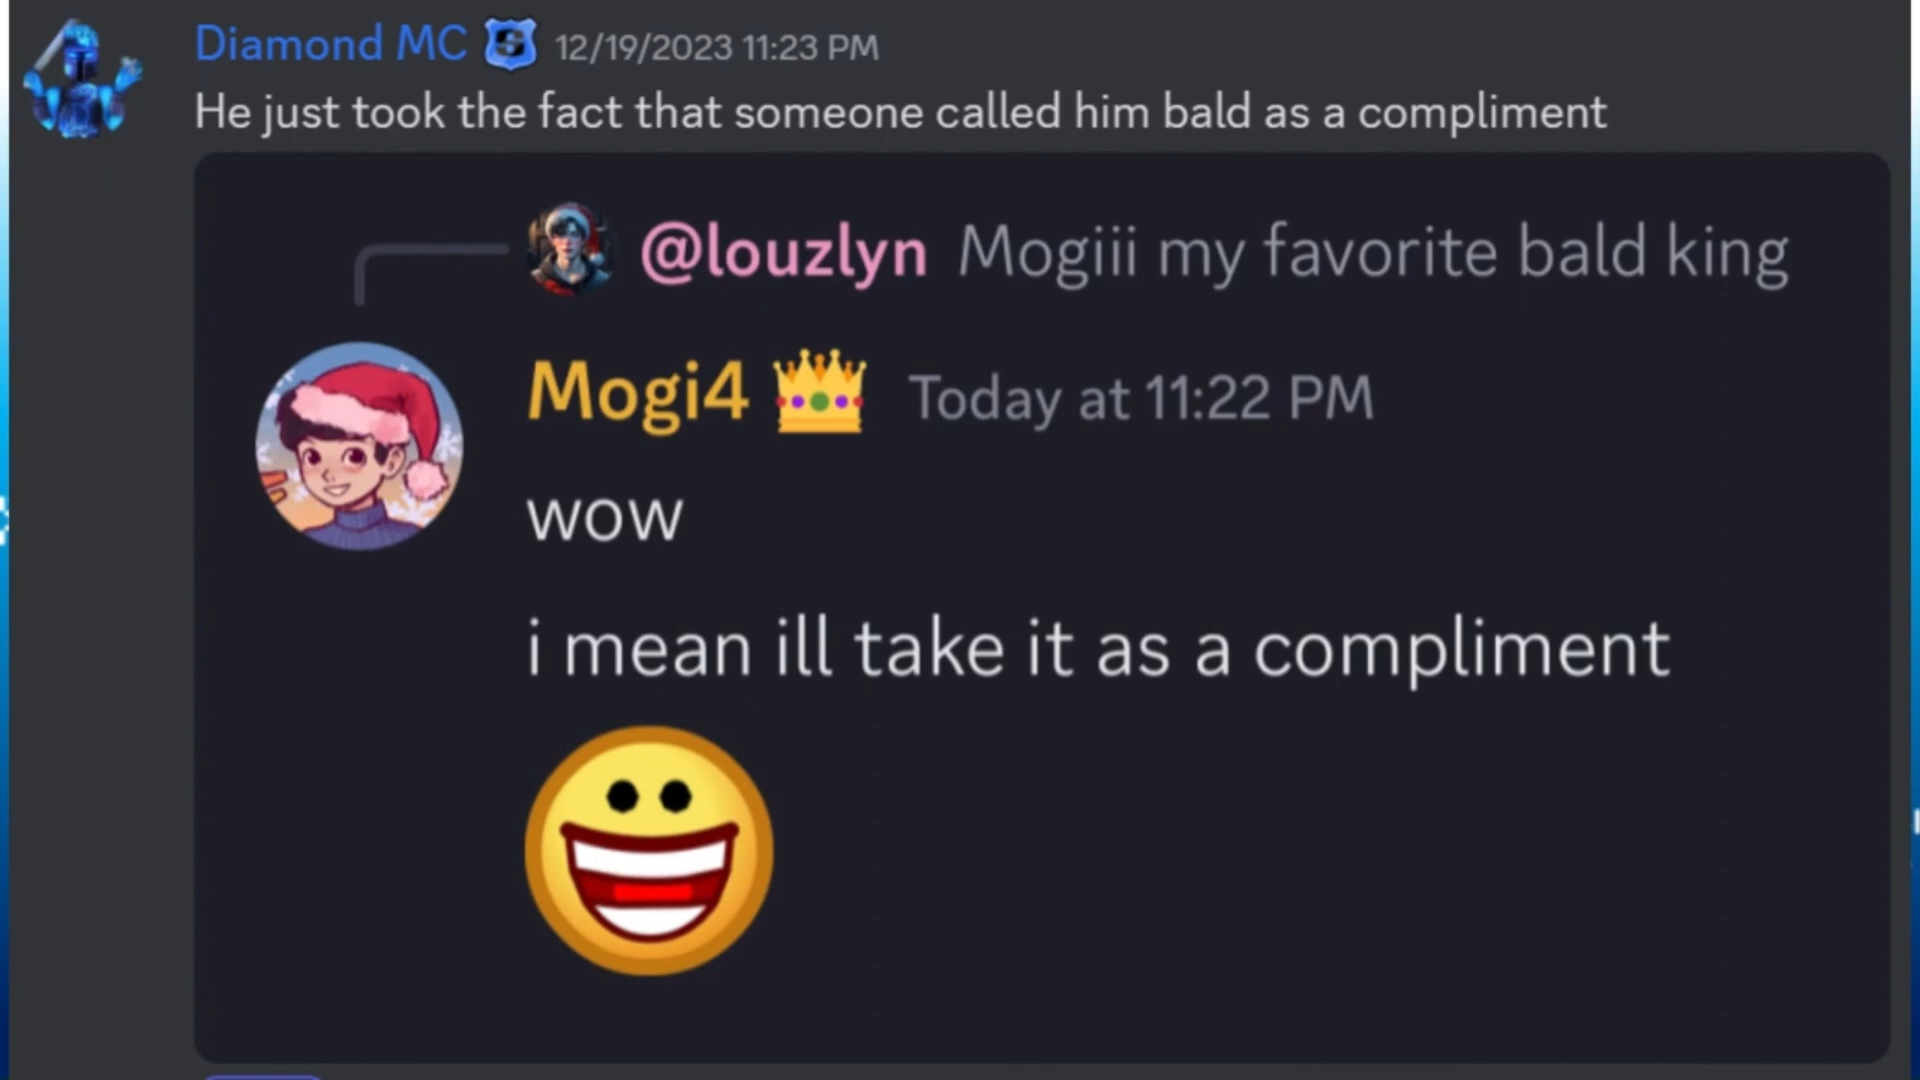 Diamond MC 12/19/2023 11:23 PM
He just took the fact that someone called him bald as a compliment
@louzlyn Mogiii my favorite bald king
Mogi4 Today at 11:22 PM
wow
i mean ill take it as a compliment